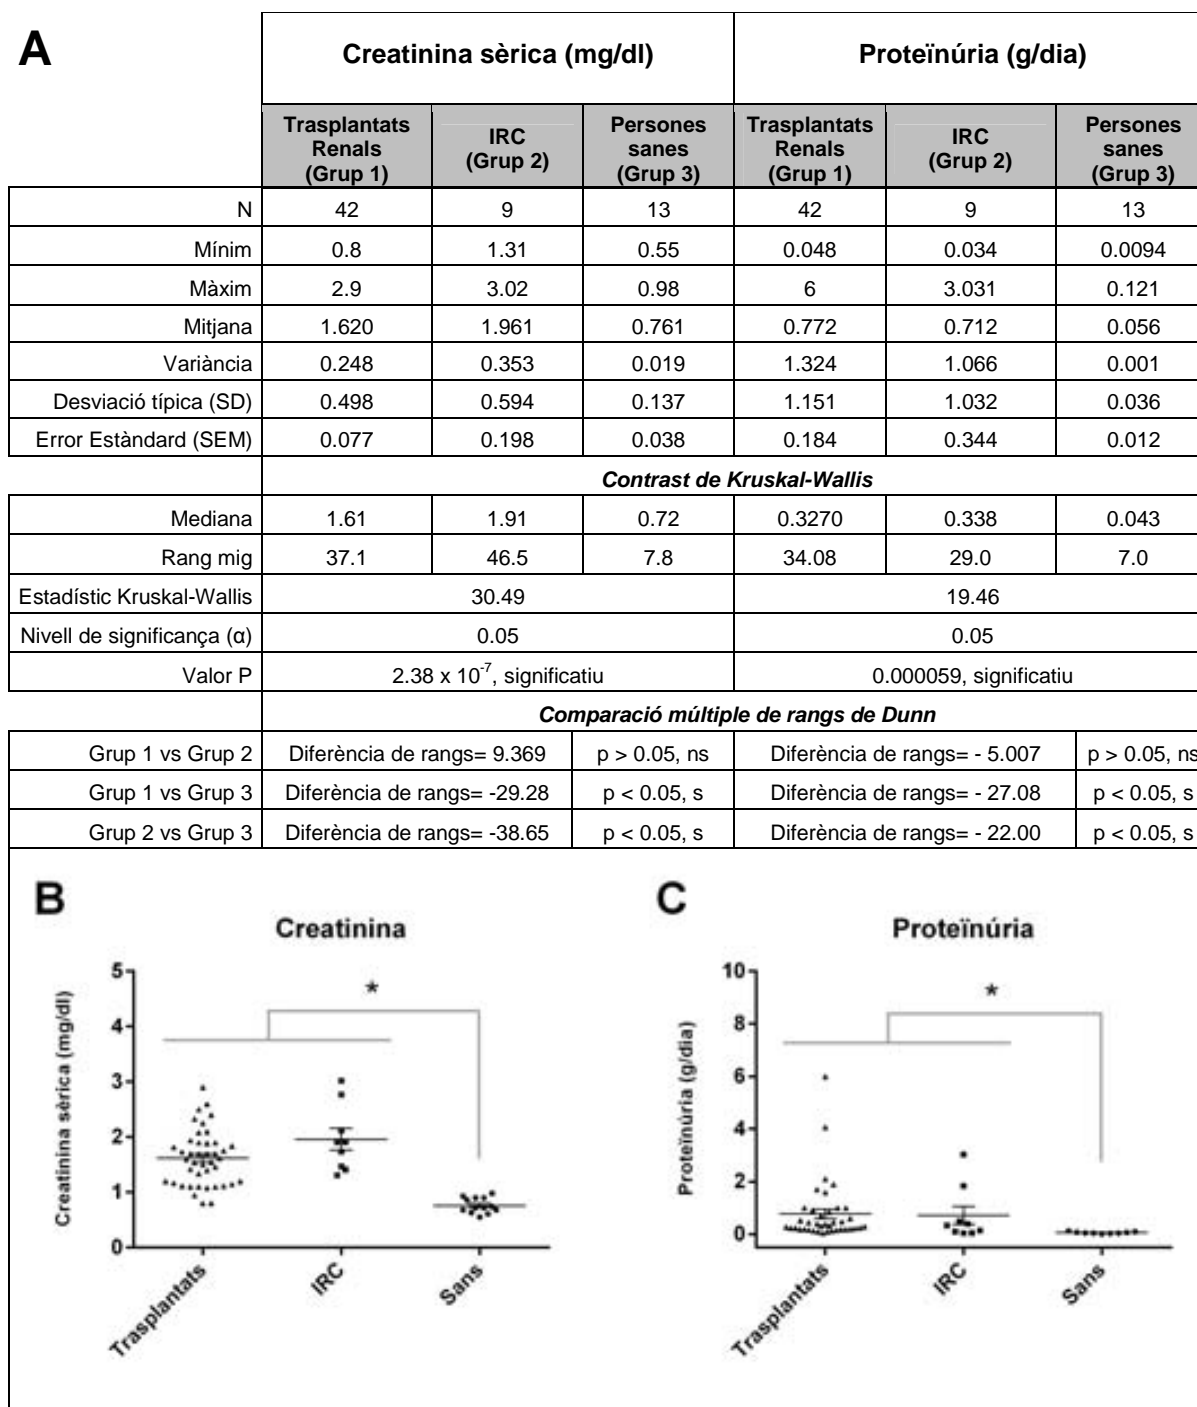 A
Creatinina sèrica (mg/dl) Proteïnúria (g/dia)
Trasplantats Renals (Grup 1) IRC (Grup 2) Persones sanes (Grup 3) Trasplantats Renals (Grup 1) IRC (Grup 2) Persones sanes (Grup 3)
N 42 9 13 42 9 13
Mínim 0.8 1.31 0.55 0.048 0.034 0.0094
Màxim 2.9 3.02 0.98 6 3.031 0.121
Mitjana 1.620 1.961 0.761 0.772 0.712 0.056
Variància 0.248 0.353 0.019 1.324 1.066 0.001
Desviació típica (SD) 0.498 0.594 0.137 1.151 1.032 0.036
Error Estàndard (SEM) 0.077 0.198 0.038 0.184 0.344 0.012
Contrast de Kruskal-Wallis
Mediana 1.61 1.91 0.72 0.3270 0.338 0.043
Rang mig 37.1 46.5 7.8 34.08 29.0 7.0
Estadístic Kruskal-Wallis 30.49 19.46
Nivell de significança (α) 0.05 0.05
Valor P 2.38 x 10⁻⁷, significatiu 0.000059, significatiu
Comparació múltiple de rangs de Dunn
Grup 1 vs Grup 2 Diferència de rangs= 9.369 p > 0.05, ns Diferència de rangs= - 5.007 p > 0.05, ns
Grup 1 vs Grup 3 Diferència de rangs= -29.28 p < 0.05, s Diferència de rangs= - 27.08 p < 0.05, s
Grup 2 vs Grup 3 Diferència de rangs= -38.65 p < 0.05, s Diferència de rangs= - 22.00 p < 0.05, s
B
Creatinina
Creatinina sèrica (mg/dl)
5
4
3
2
1
0
*
Trasplantats
IRC
Sans
C
Proteïnúria
Proteïnúria (g/dia)
10
8
6
4
2
0
*
Trasplantats
IRC
Sans